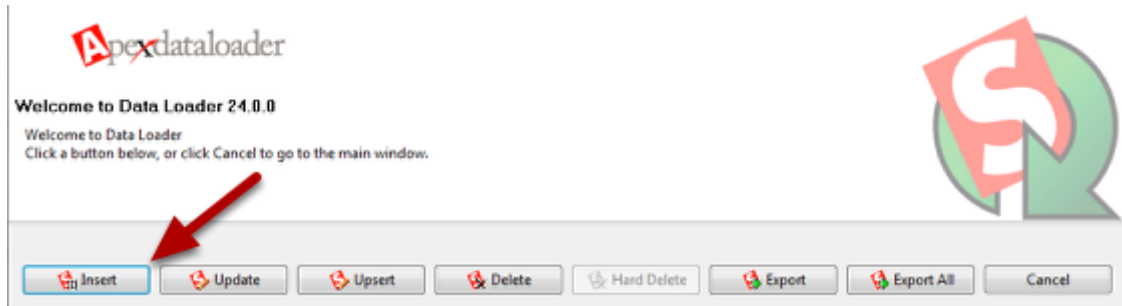 Apexdataloader
Welcome to Data Loader 24.0.0
Welcome to Data Loader
Click a button below, or click Cancel to go to the main window.
Insert Update Upsert Delete Hard Delete Export Export All Cancel